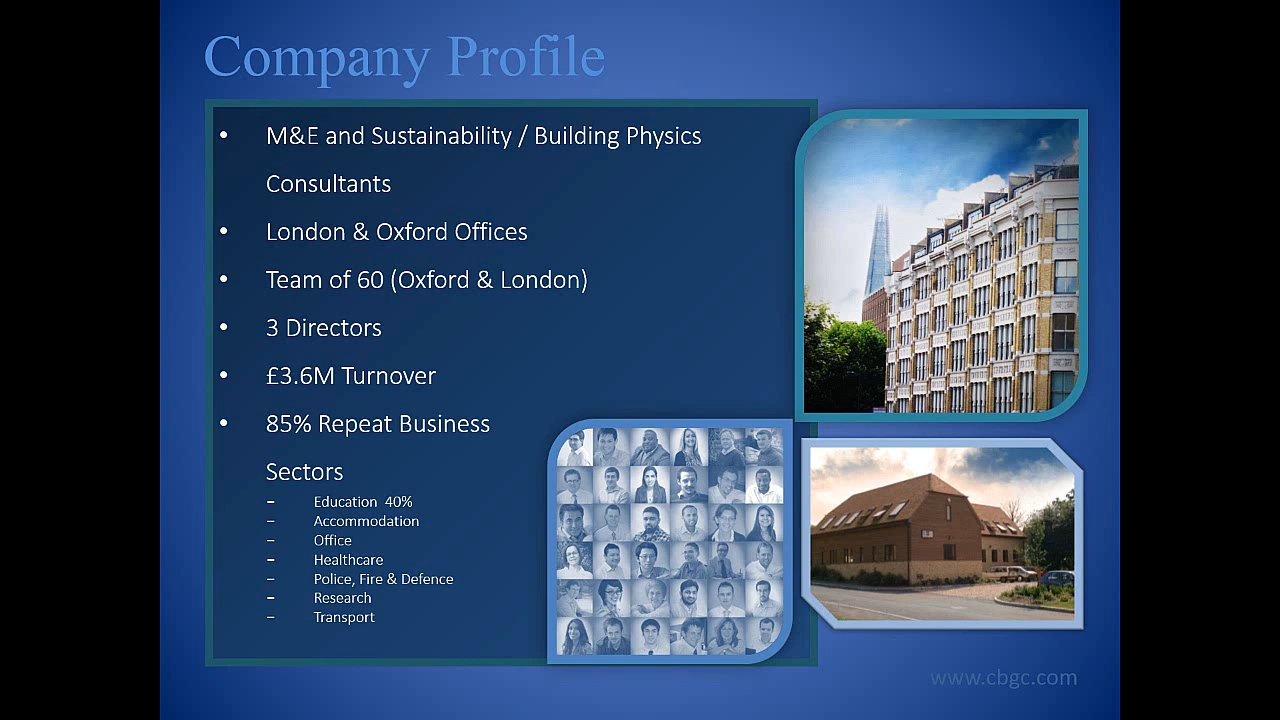 Company Profile
• M&E and Sustainability / Building Physics
Consultants
• London & Oxford Offices
• Team of 60 (Oxford & London)
• 3 Directors
• £3.6M Turnover
• 85% Repeat Business
Sectors
– Education 40%
– Accommodation
– Office
– Healthcare
– Police, Fire & Defence
– Research
– Transport
www.cbgc.com